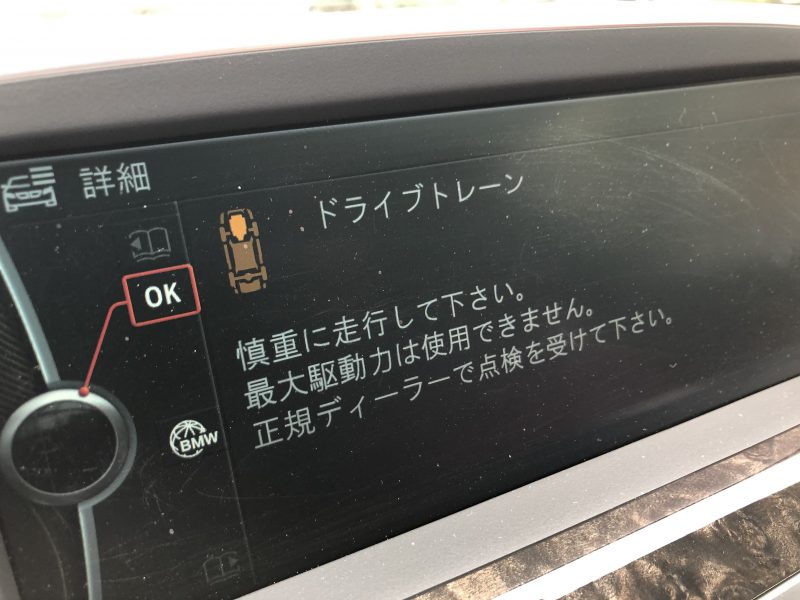 詳細
ドライブトレーン
OK
慎重に走行して下さい。
最大駆動力は使用できません。
正規ディーラーで点検を受けて下さい。
BMW